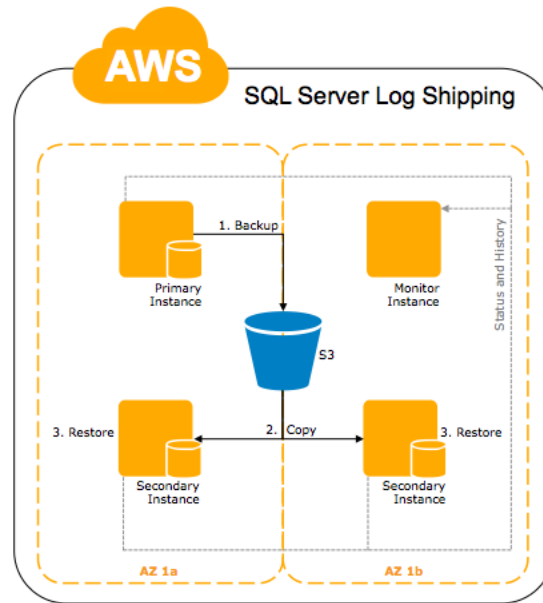 AWS
SQL Server Log Shipping
1. Backup
Primary
Instance
Monitor
Instance
Status and History
S3
3. Restore
2. Copy
3. Restore
Secondary
Instance
Secondary
Instance
AZ 1a
AZ 1b